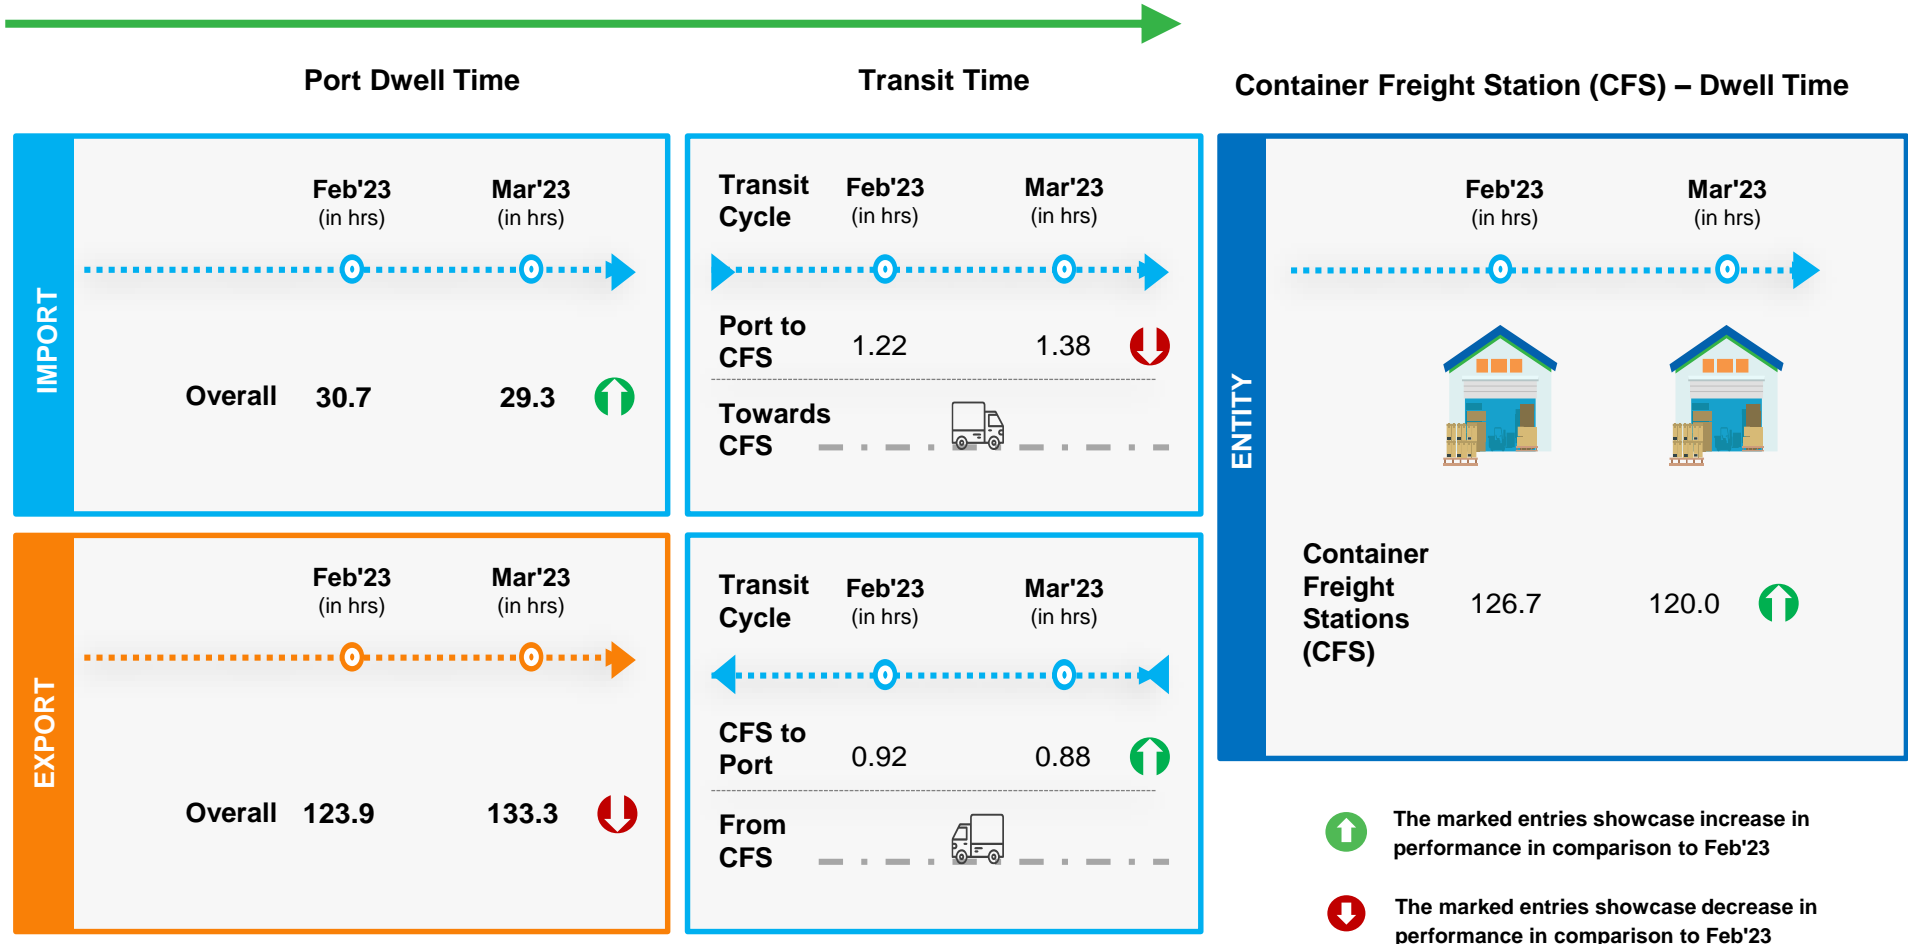 Port Dwell Time
Transit Time
Container Freight Station (CFS) – Dwell Time
IMPORT
Feb'23
Mar'23
(in hrs)
(in hrs)
Overall 30.7 29.3
Transit
Cycle
Feb'23
Mar'23
(in hrs)
(in hrs)
Port to
CFS
1.22 1.38
Towards
CFS
ENTITY
Feb'23
Mar'23
(in hrs)
(in hrs)
Container
Freight
Stations
(CFS)
126.7 120.0
EXPORT
Feb'23
Mar'23
(in hrs)
(in hrs)
Overall 123.9 133.3
Transit
Cycle
Feb'23
Mar'23
(in hrs)
(in hrs)
CFS to
Port
0.92 0.88
From
CFS
The marked entries showcase increase in
performance in comparison to Feb'23
The marked entries showcase decrease in
performance in comparison to Feb'23